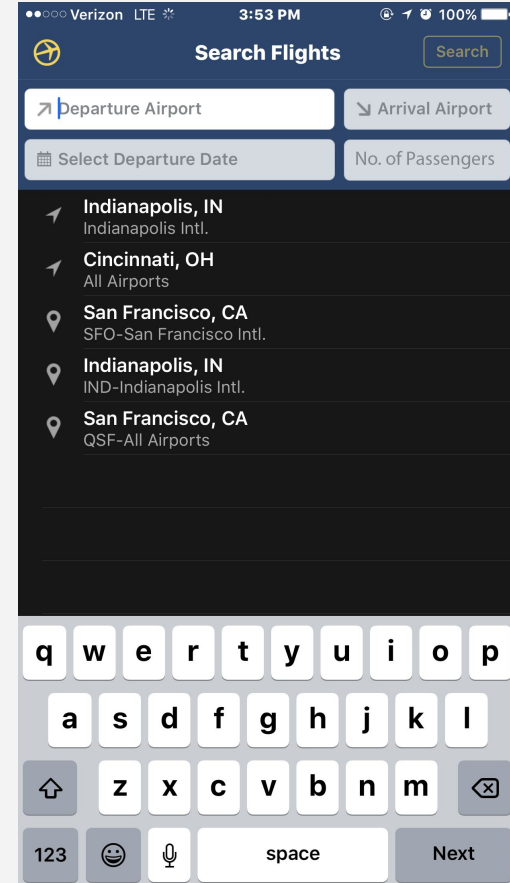 Verizon LTE 3:53 PM 100%
Search Flights Search
Departure Airport Arrival Airport
Select Departure Date No. of Passengers
Indianapolis, IN
Indianapolis Intl.
Cincinnati, OH
All Airports
San Francisco, CA
SFO-San Francisco Intl.
Indianapolis, IN
IND-Indianapolis Intl.
San Francisco, CA
QSF-All Airports
q w e r t y u i o p
a s d f g h j k l
z x c v b n m
123 space Next